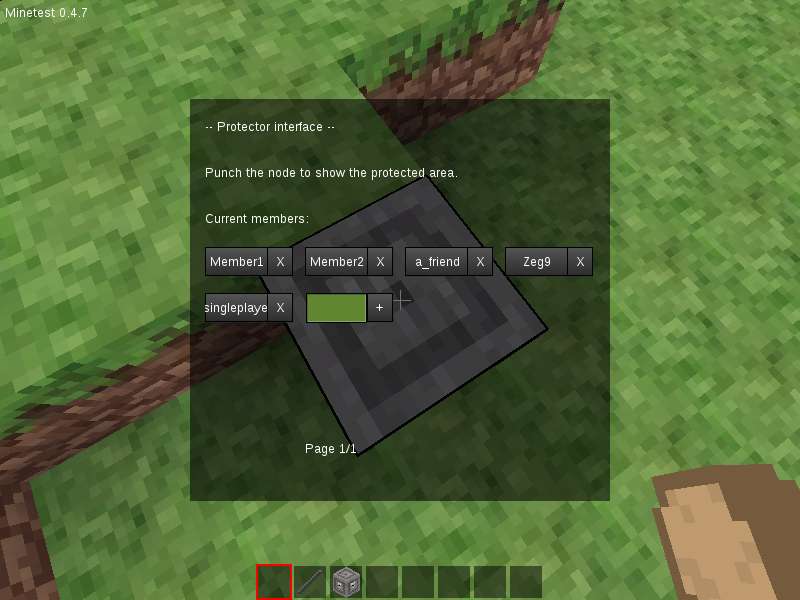 Minetest 0.4.7
-- Protector interface --
Punch the node to show the protected area.
Current members:
Member1 X Member2 X a_friend X Zeg9 X
singleplaye X +
Page 1/1